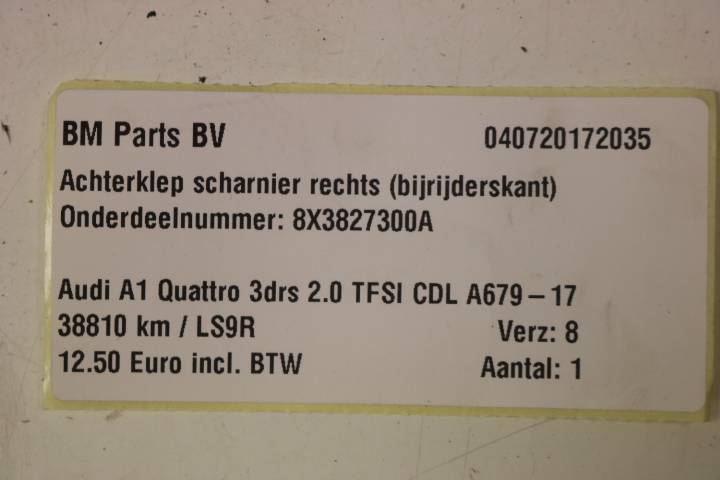 BM Parts BV 040720172035
Achterklep scharnier rechts (bijrijderskant)
Onderdeelnummer: 8X3827300A
Audi A1 Quattro 3drs 2.0 TFSI CDL A679 – 17
38810 km / LS9R Verz: 8
12.50 Euro incl. BTW Aantal: 1